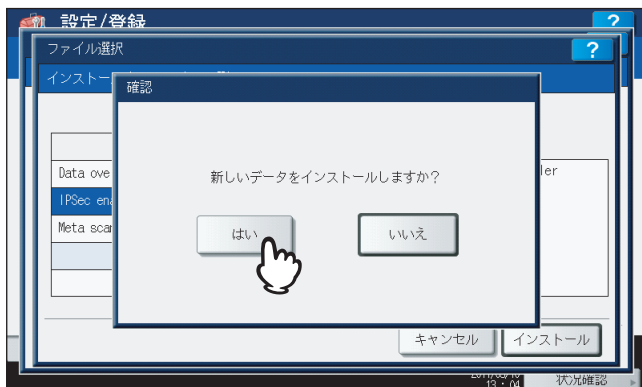 設定/登録
?
ファイル選択
?
インストー
確認
Data ove
ler
IPSec ena
Meta scan
新しいデータをインストールしますか?
はい
いいえ
キャンセル
インストール
13:04
状況確認